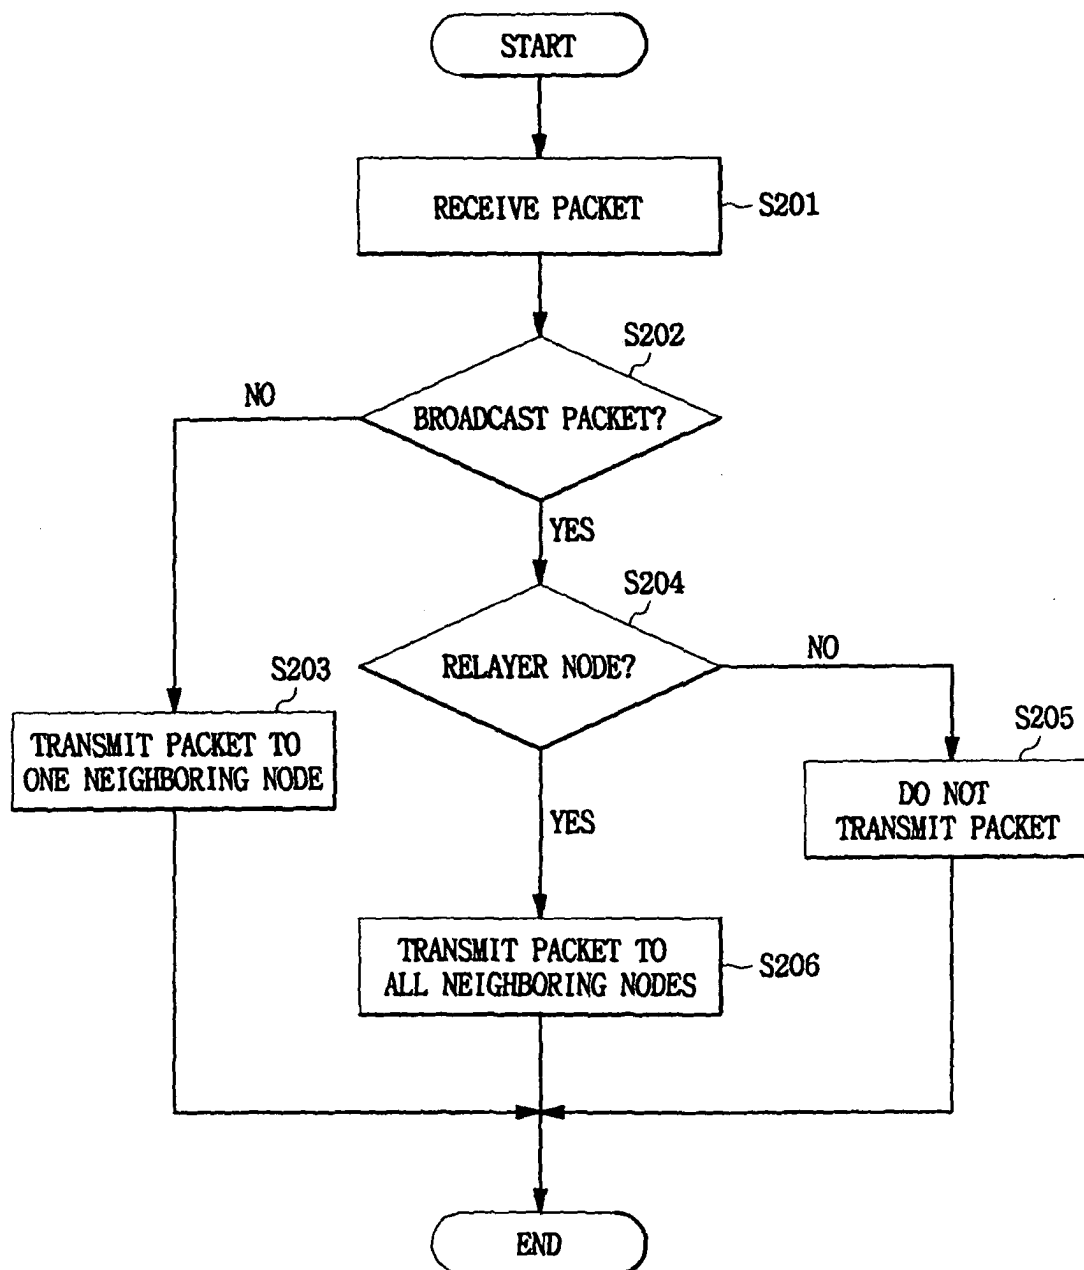 START
RECEIVE PACKET
S201
S202
BROADCAST PACKET?
NO
YES
S204
RELAYER NODE?
NO
S203
TRANSMIT PACKET TO
ONE NEIGHBORING NODE
S205
DO NOT
TRANSMIT PACKET
YES
TRANSMIT PACKET TO
ALL NEIGHBORING NODES
S206
END